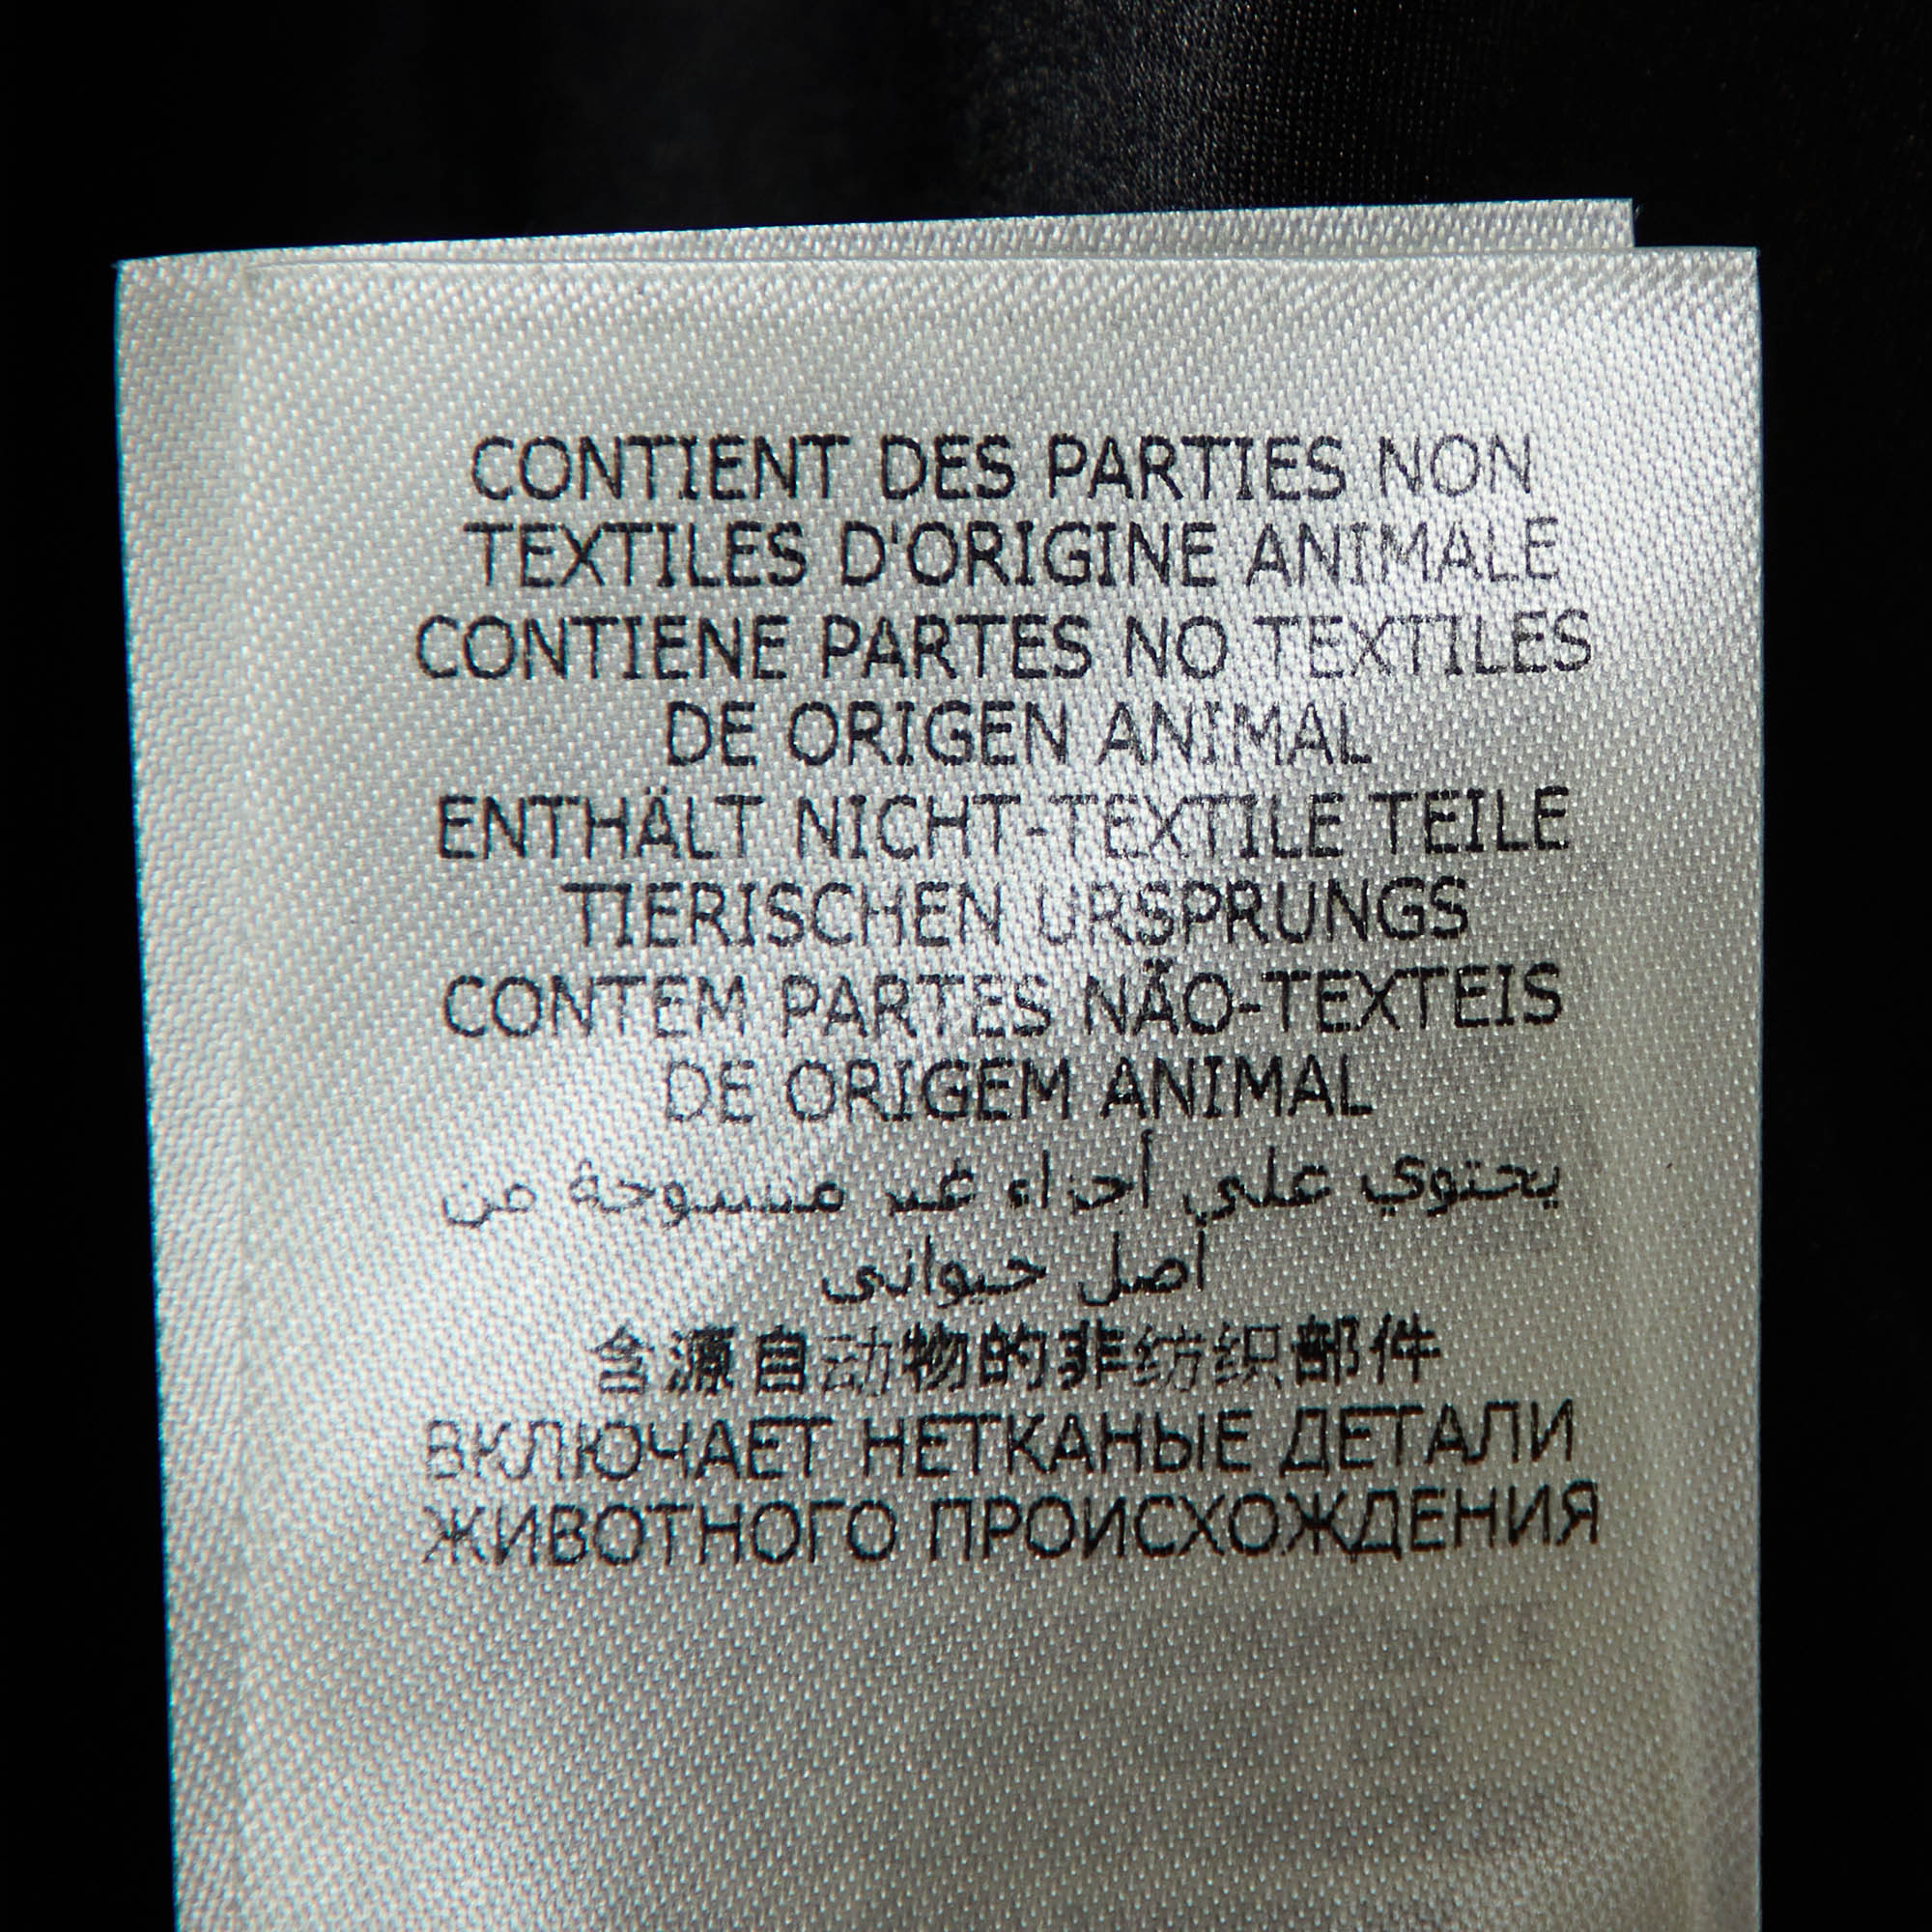 CONTIENT DES PARTIES NON
TEXTILES D'ORIGINE ANIMALE
CONTIENE PARTES NO TEXTILES
DE ORIGEN ANIMAL
ENTHÄLT NICHT-TEXTILE TEILE
TIERISCHEN URSPRUNGS
CONTEM PARTES NÃO-TEXTEIS
DE ORIGEM ANIMAL
يحتوي على أجزاء غير منسوجة من
أصل حيواني
含源自动物的非纺织部件
ВКЛЮЧАЕТ НЕТКАНЫЕ ДЕТАЛИ
ЖИВОТНОГО ПРОИСХОЖДЕНИЯ